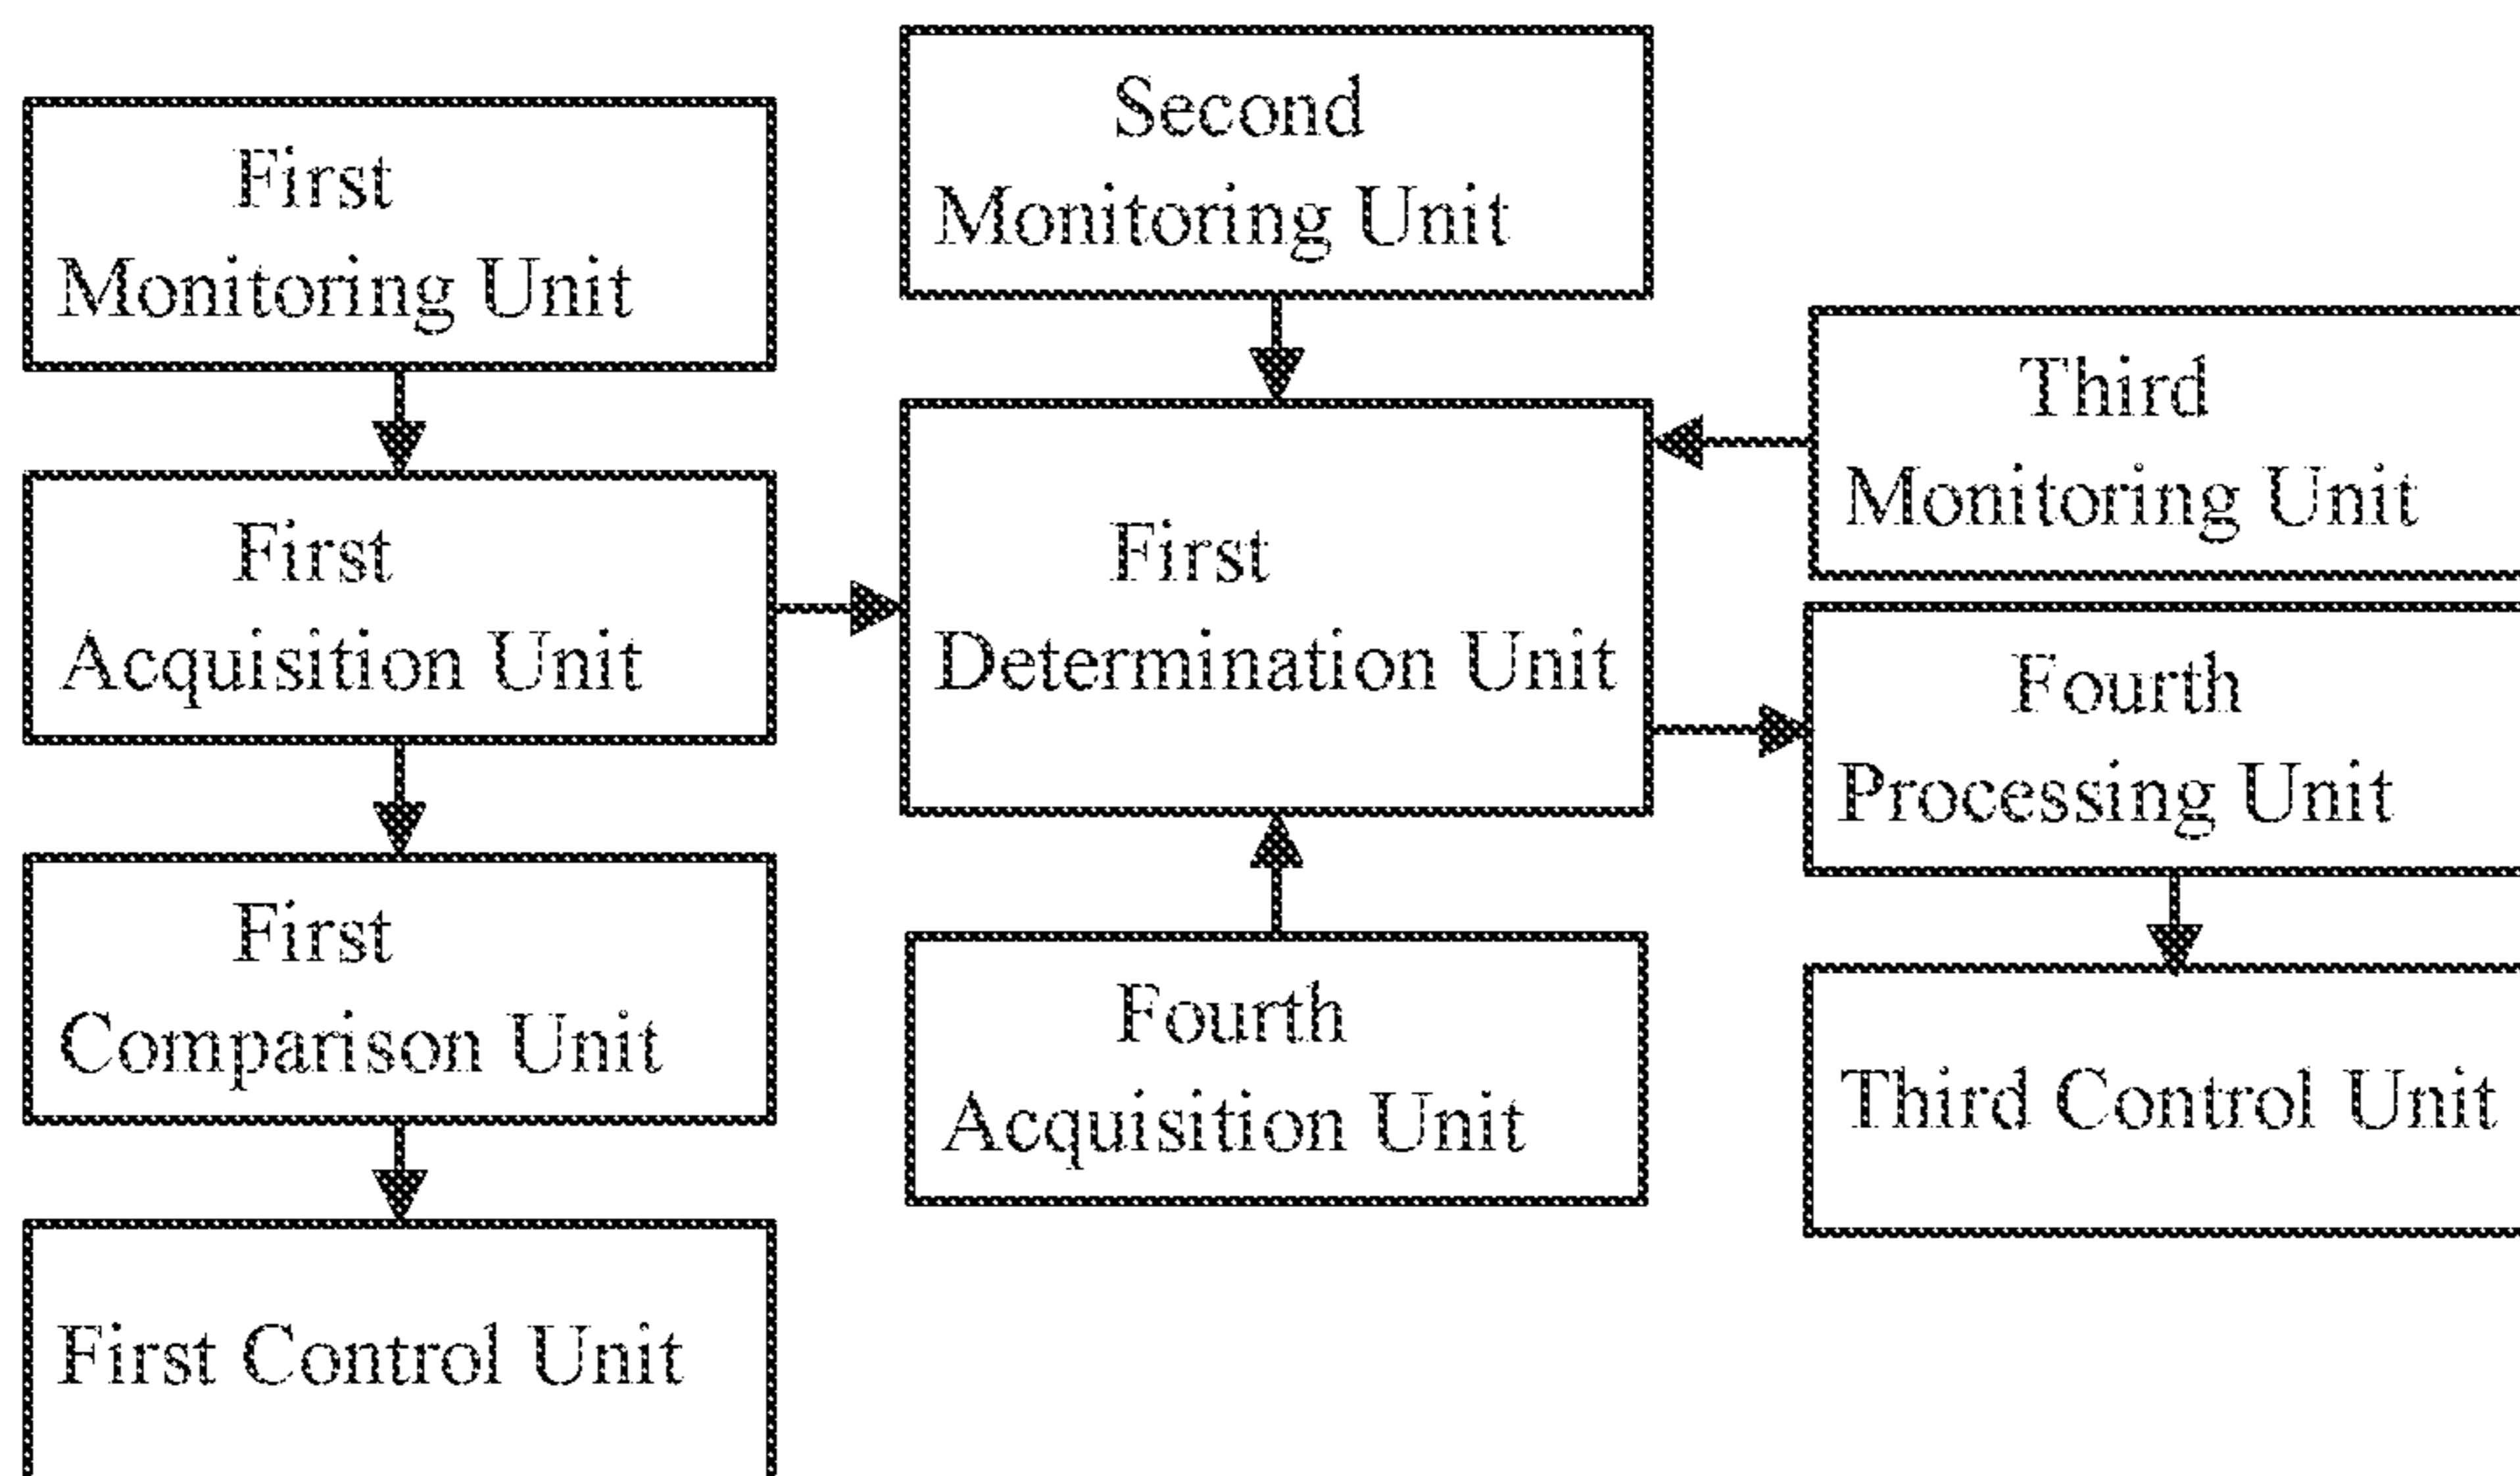 First
Monitoring Unit
First
Acquisition Unit
First
Comparison Unit
First Control Unit
Second
Monitoring Unit
First
Determination Unit
Fourth
Acquisition Unit
Third
Monitoring Unit
Fourth
Processing Unit
Third Control Unit